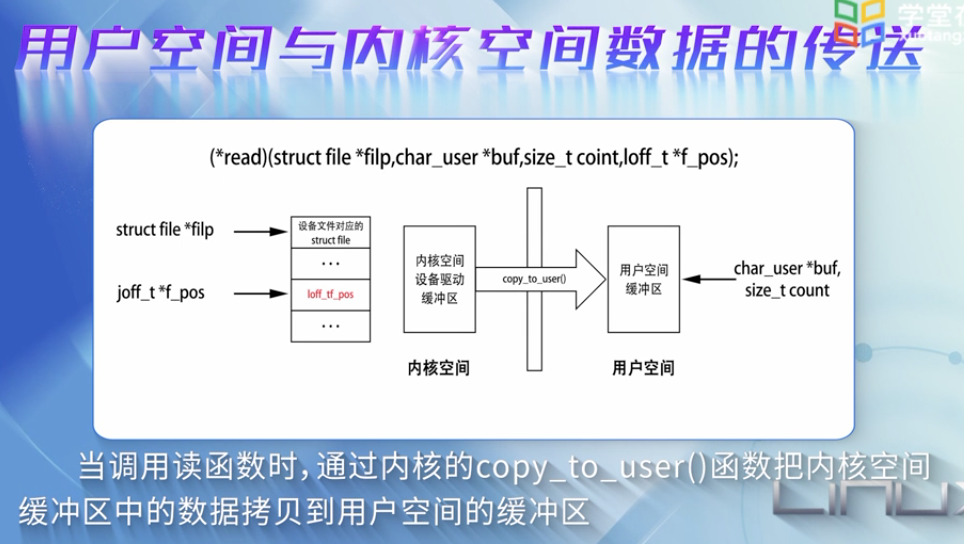 用户空间与内核空间数据的传送
学堂在
(*read)(struct file *filp,char_user *buf,size_t coint,loff_t *f_pos);
struct file *filp
设备文件对应的
struct file
...
joff_t *f_pos
loff_tf_pos
...
内核空间
设备驱动
缓冲区
copy_to_user()
用户空间
缓冲区
char_user *buf,
size_t count
内核空间
用户空间
当调用读函数时,通过内核的copy_to_user()函数把内核空间
缓冲区中的数据拷贝到用户空间的缓冲区
LINUX